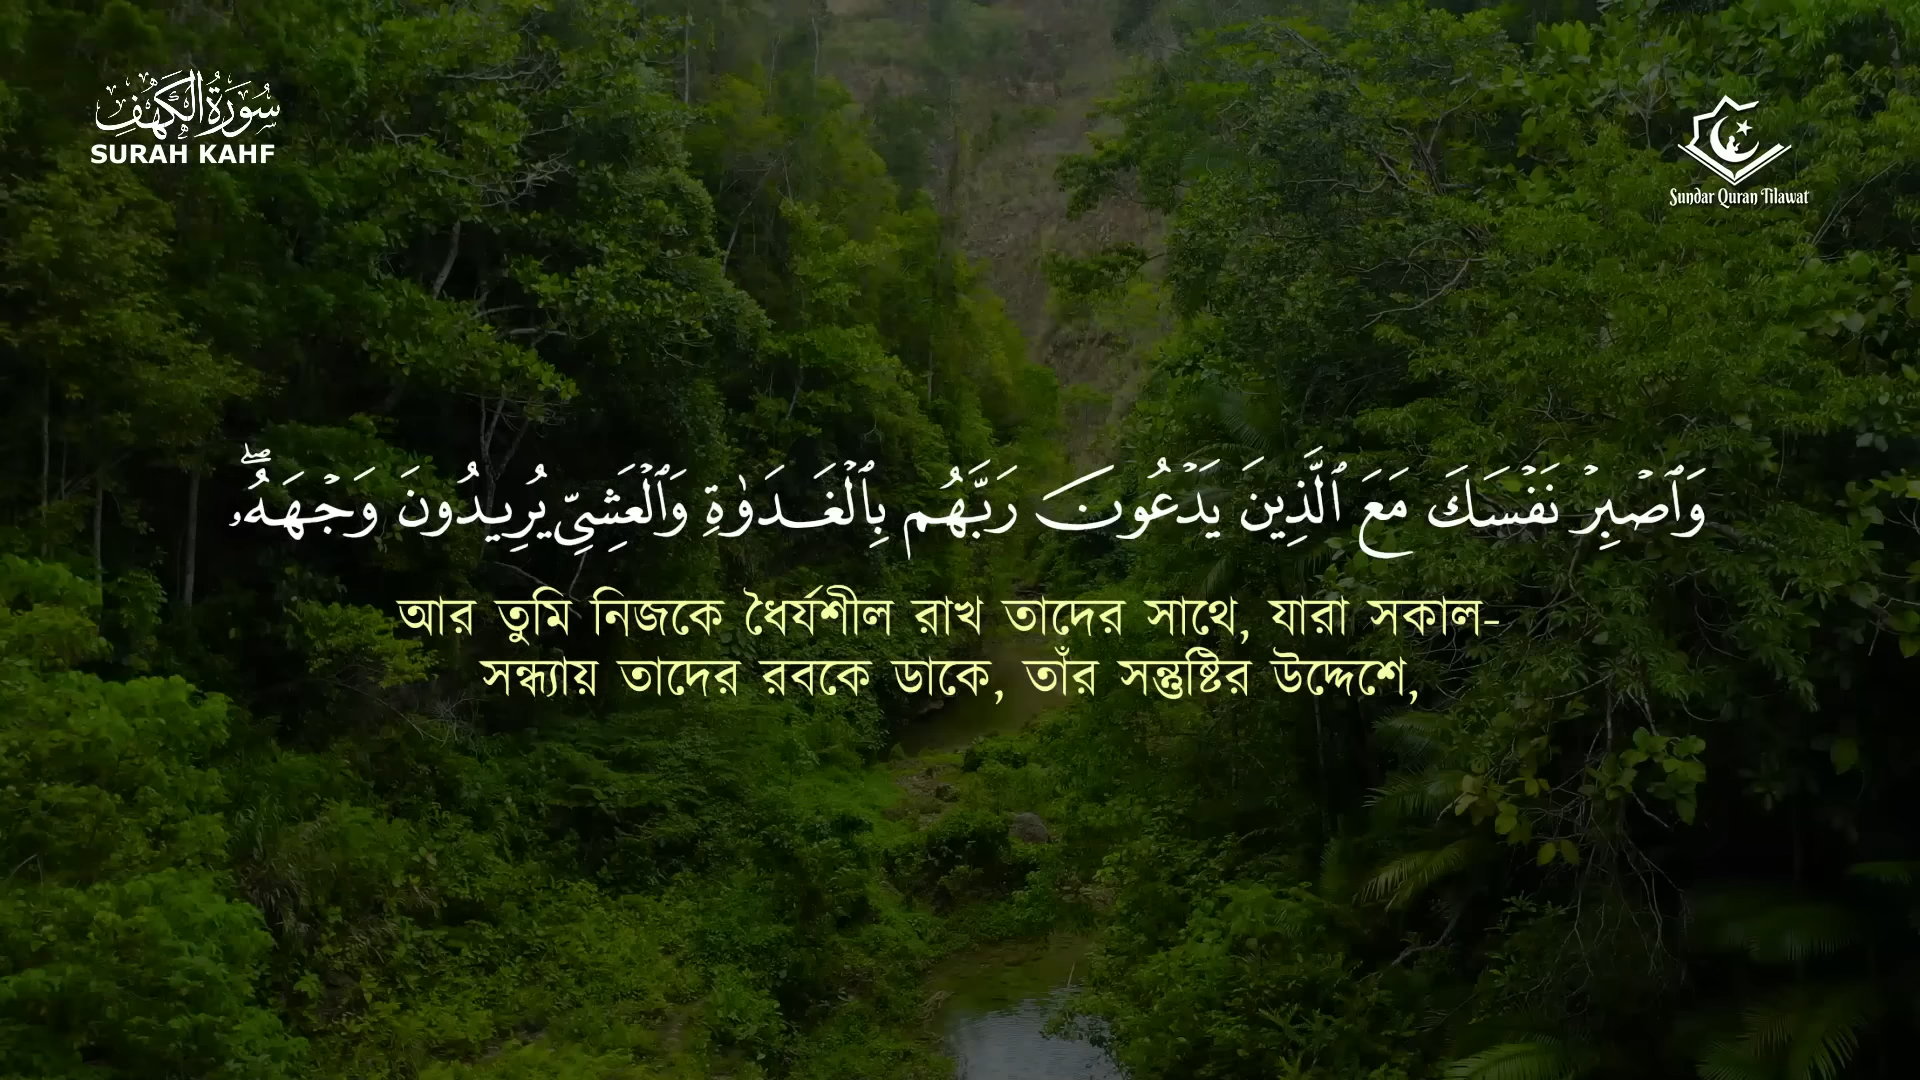 سُورَةُ الْكَهْفِ
SURAH KAHF
Sundar Quran Tilawat
وَٱصْبِرْ نَفْسَكَ مَعَ ٱلَّذِينَ يَدْعُونَ رَبَّهُم بِٱلْغَدَوٰةِ وَٱلْعَشِىِّ يُرِيدُونَ وَجْهَهُۥ ۖ
আর তুমি নিজকে ধৈর্যশীল রাখ তাদের সাথে, যারা সকাল-
সন্ধ্যায় তাদের রবকে ডাকে, তাঁর সন্তুষ্টির উদ্দেশে,